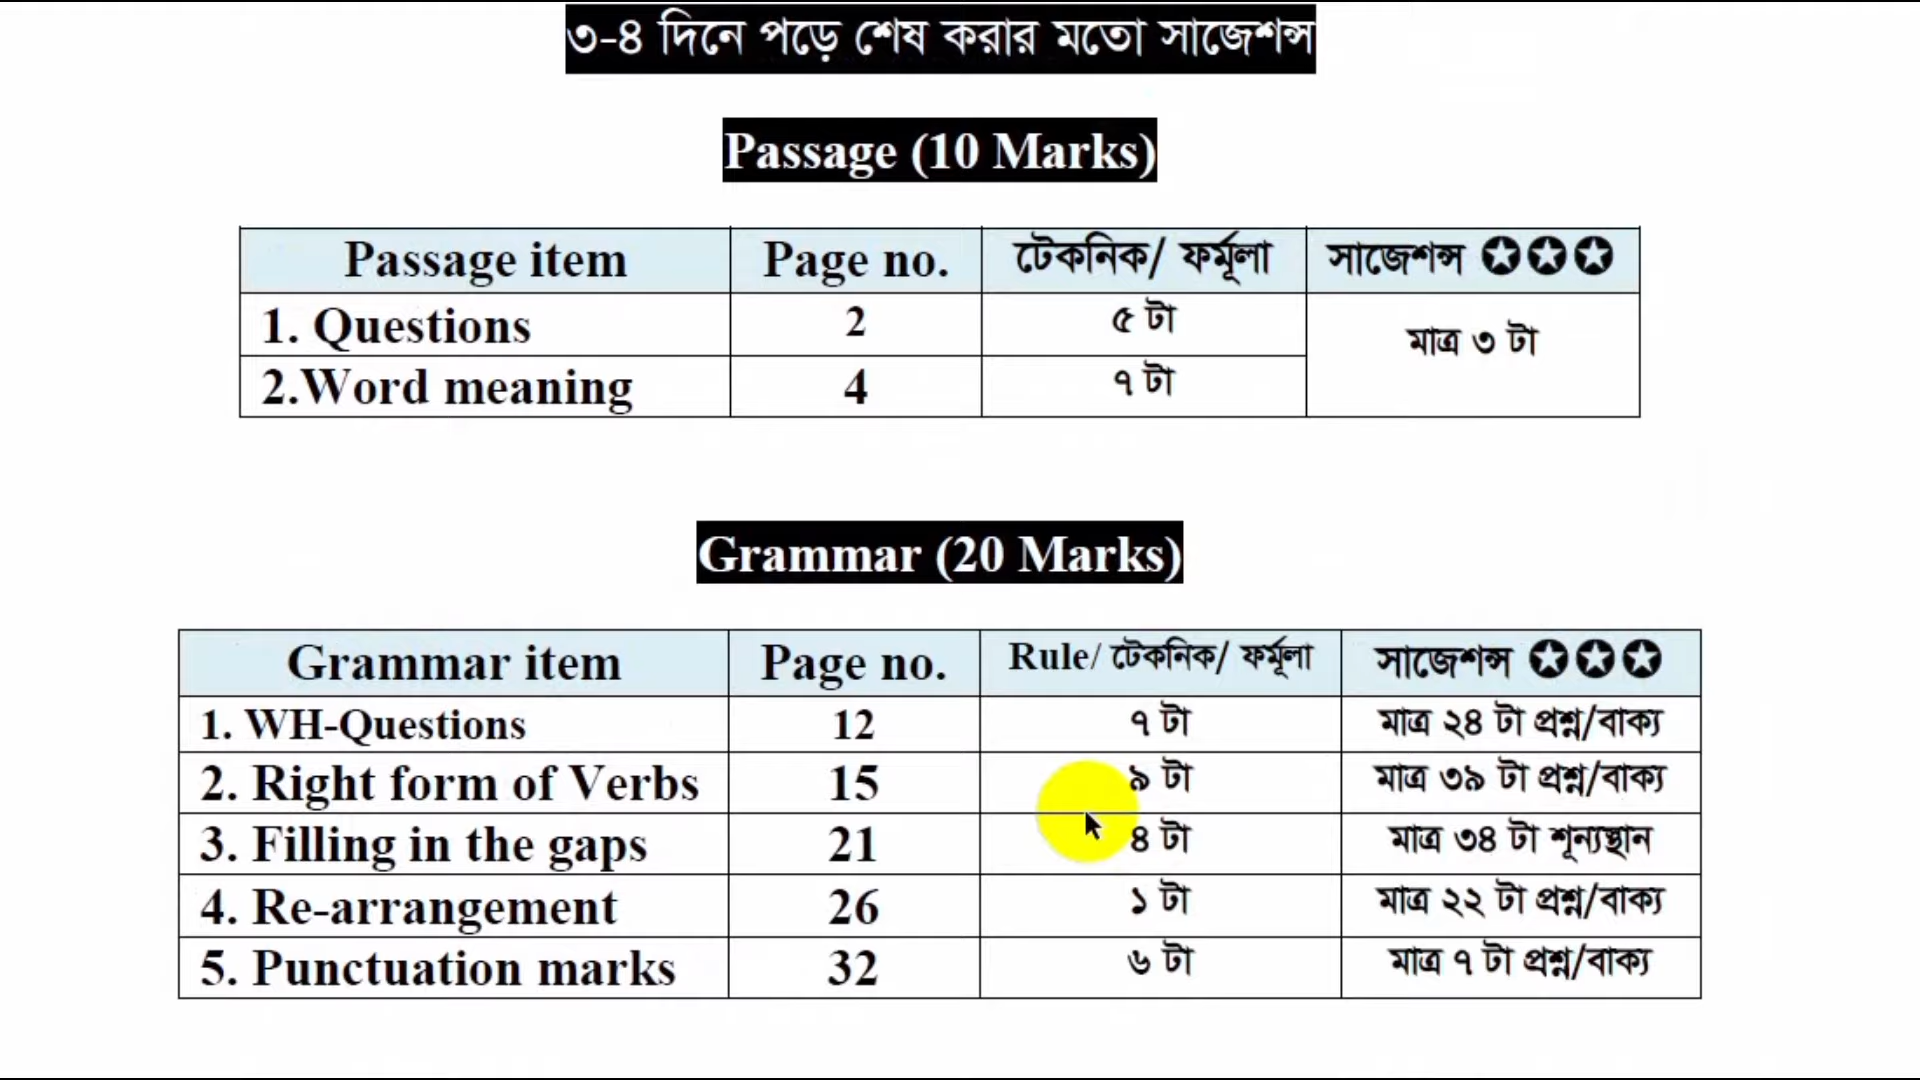 ৩-৪ দিনে পড়ে শেষ করার মতো সাজেশন্স
Passage (10 Marks)
Passage item Page no. টেকনিক/ ফর্মূলা সাজেশন্স ✪✪✪
1. Questions 2 ৫ টা মাত্র ৩ টা
2.Word meaning 4 ৭ টা
Grammar (20 Marks)
Grammar item Page no. Rule/ টেকনিক/ ফর্মূলা সাজেশন্স ✪✪✪
1. WH-Questions 12 ৭ টা মাত্র ২৪ টা প্রশ্ন/বাক্য
2. Right form of Verbs 15 ৯ টা মাত্র ৩৯ টা প্রশ্ন/বাক্য
3. Filling in the gaps 21 ৪ টা মাত্র ৩৪ টা শূন্যস্থান
4. Re-arrangement 26 ১ টা মাত্র ২২ টা প্রশ্ন/বাক্য
5. Punctuation marks 32 ৬ টা মাত্র ৭ টা প্রশ্ন/বাক্য